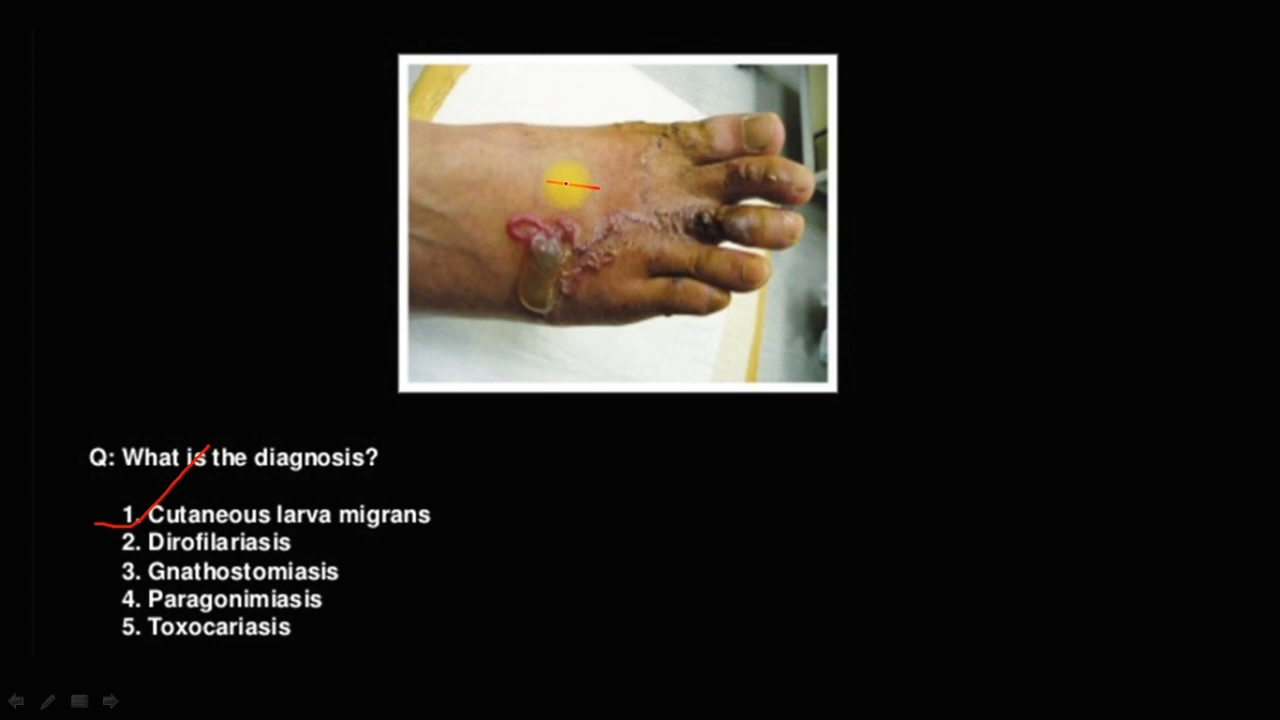 Q: What is the diagnosis?
1. Cutaneous larva migrans
2. Dirofilariasis
3. Gnathostomiasis
4. Paragonimiasis
5. Toxocariasis